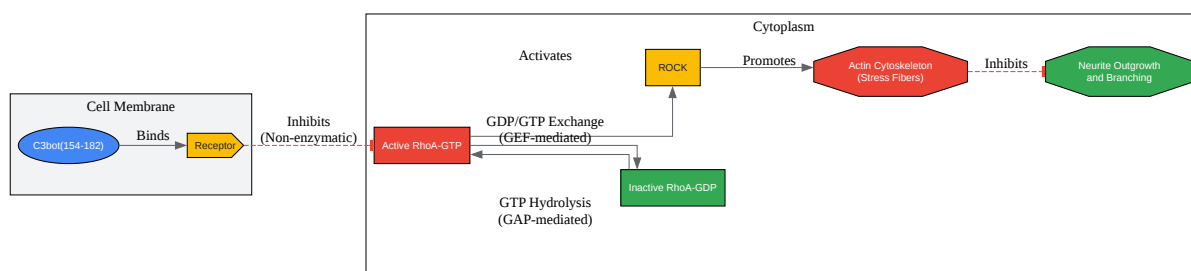 Cytoplasm
Activates
ROCK
Promotes
Actin Cytoskeleton
(Stress Fibers)
Inhibits
Neurite Outgrowth
and Branching
Cell Membrane
C3bot(154-182)
Binds
Receptor
Inhibits
(Non-enzymatic)
Active RhoA-GTP
GDP/GTP Exchange
(GEF-mediated)
Inactive RhoA-GDP
GTP Hydrolysis
(GAP-mediated)